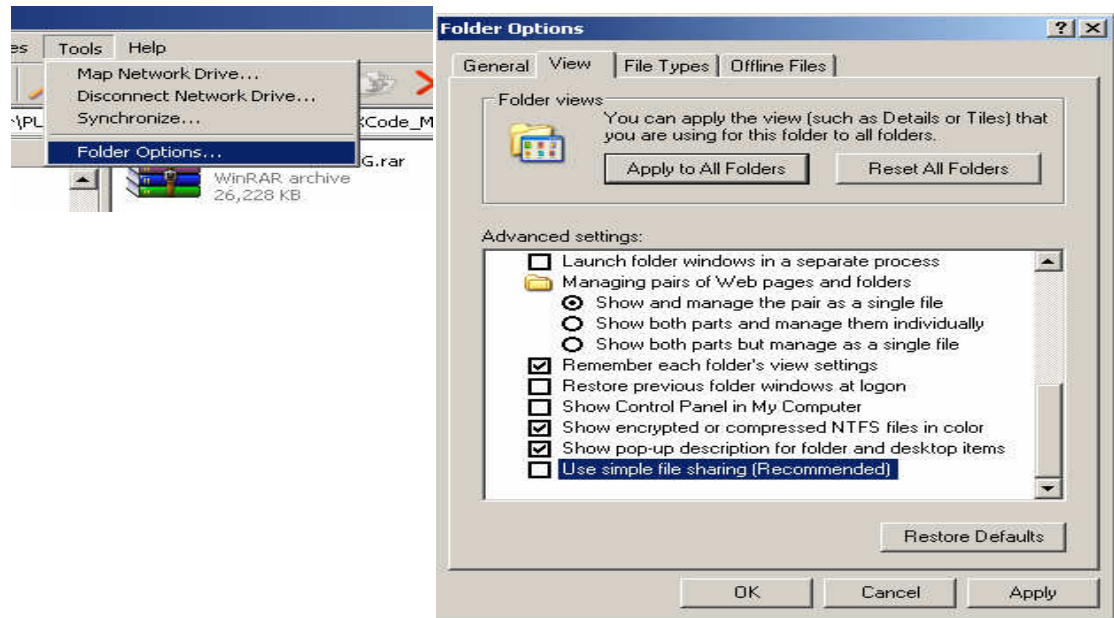 es Tools Help
Map Network Drive...
Disconnect Network Drive...
Synchronize...
Folder Options...
\PL
Code_M
G.rar
WinRAR archive
26,228 KB
Folder Options
General View File Types Offline Files
Folder views
You can apply the view (such as Details or Tiles) that
you are using for this folder to all folders.
Apply to All Folders Reset All Folders
Advanced settings:
Launch folder windows in a separate process
Managing pairs of Web pages and folders
Show and manage the pair as a single file
Show both parts and manage them individually
Show both parts but manage as a single file
Remember each folder's view settings
Restore previous folder windows at logon
Show Control Panel in My Computer
Show encrypted or compressed NTFS files in color
Show pop-up description for folder and desktop items
Use simple file sharing (Recommended)
Restore Defaults
OK Cancel Apply